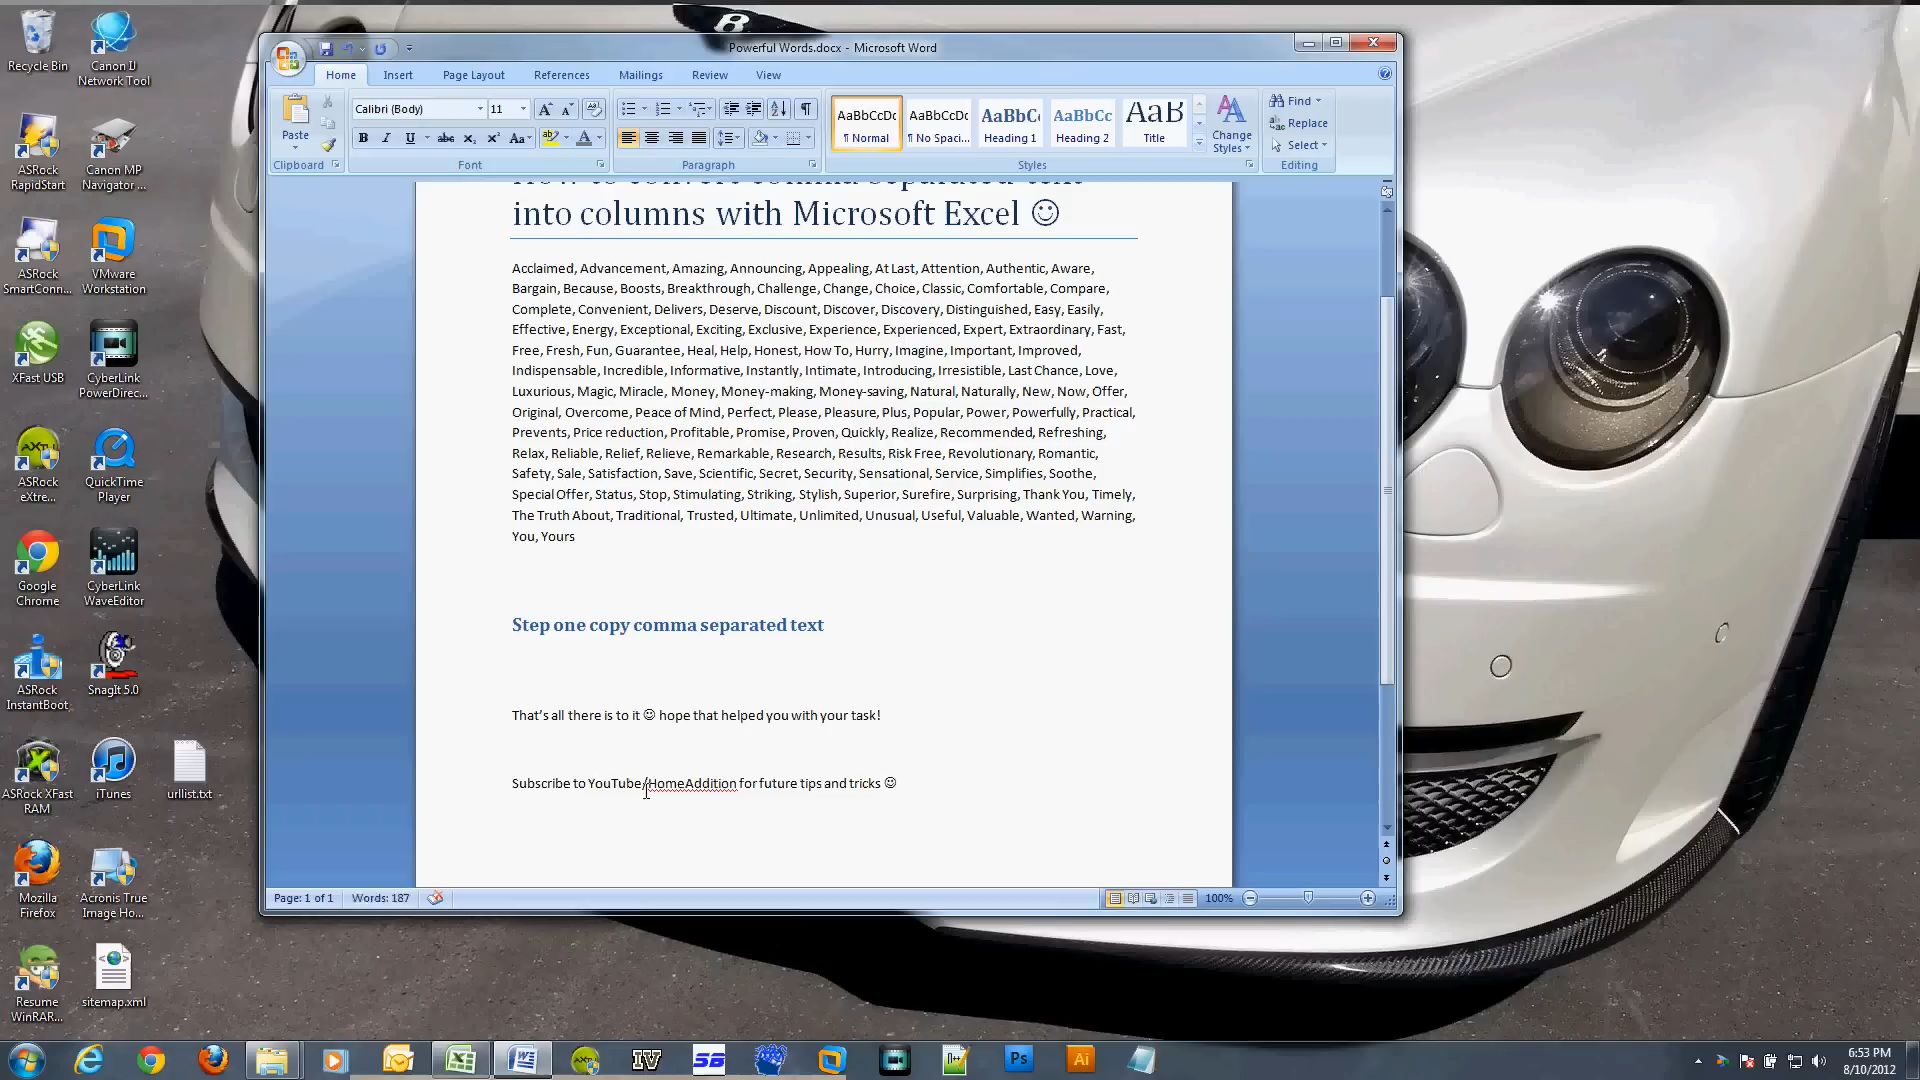 Powerful Words.docx - Microsoft Word
Home Insert Page Layout References Mailings Review View
Paste
Clipboard
Calibri (Body) 11
Font
Paragraph
AaBbCcDc AaBbCcDc AaBbC AaBbCc AaB
¶ Normal ¶ No Spaci... Heading 1 Heading 2 Title
Change Styles
Styles
Find
Replace
Select
Editing
How to convert comma separated text
into columns with Microsoft Excel ☺
Acclaimed, Advancement, Amazing, Announcing, Appealing, At Last, Attention, Authentic, Aware,
Bargain, Because, Boosts, Breakthrough, Challenge, Change, Choice, Classic, Comfortable, Compare,
Complete, Convenient, Delivers, Deserve, Discount, Discover, Discovery, Distinguished, Easy, Easily,
Effective, Energy, Exceptional, Exciting, Exclusive, Experience, Experienced, Expert, Extraordinary, Fast,
Free, Fresh, Fun, Guarantee, Heal, Help, Honest, How To, Hurry, Imagine, Important, Improved,
Indispensable, Incredible, Informative, Instantly, Intimate, Introducing, Irresistible, Last Chance, Love,
Luxurious, Magic, Miracle, Money, Money-making, Money-saving, Natural, Naturally, New, Now, Offer,
Original, Overcome, Peace of Mind, Perfect, Please, Pleasure, Plus, Popular, Power, Powerfully, Practical,
Prevents, Price reduction, Profitable, Promise, Proven, Quickly, Realize, Recommended, Refreshing,
Relax, Reliable, Relief, Relieve, Remarkable, Research, Results, Risk Free, Revolutionary, Romantic,
Safety, Sale, Satisfaction, Save, Scientific, Secret, Security, Sensational, Service, Simplifies, Soothe,
Special Offer, Status, Stop, Stimulating, Striking, Stylish, Superior, Surefire, Surprising, Thank You, Timely,
The Truth About, Traditional, Trusted, Ultimate, Unlimited, Unusual, Useful, Valuable, Wanted, Warning,
You, Yours
Step one copy comma separated text
That's all there is to it ☺ hope that helped you with your task!
Subscribe to YouTube/HomeAddition for future tips and tricks ☺
Page: 1 of 1 Words: 187 100%
Recycle Bin
Canon IJ
Network Tool
ASRock
RapidStart
Canon MP
Navigator ...
ASRock
SmartConn...
VMware
Workstation
XFast USB
CyberLink
PowerDirec...
ASRock
eXtre...
QuickTime
Player
Google
Chrome
CyberLink
WaveEditor
ASRock
InstantBoot
SnagIt 5.0
ASRock XFast
RAM
iTunes
urllist.txt
Mozilla
Firefox
Acronis True
Image Ho...
Resume
WinRAR...
sitemap.xml
IV
SB
Ps
Ai
6:53 PM
8/10/2012